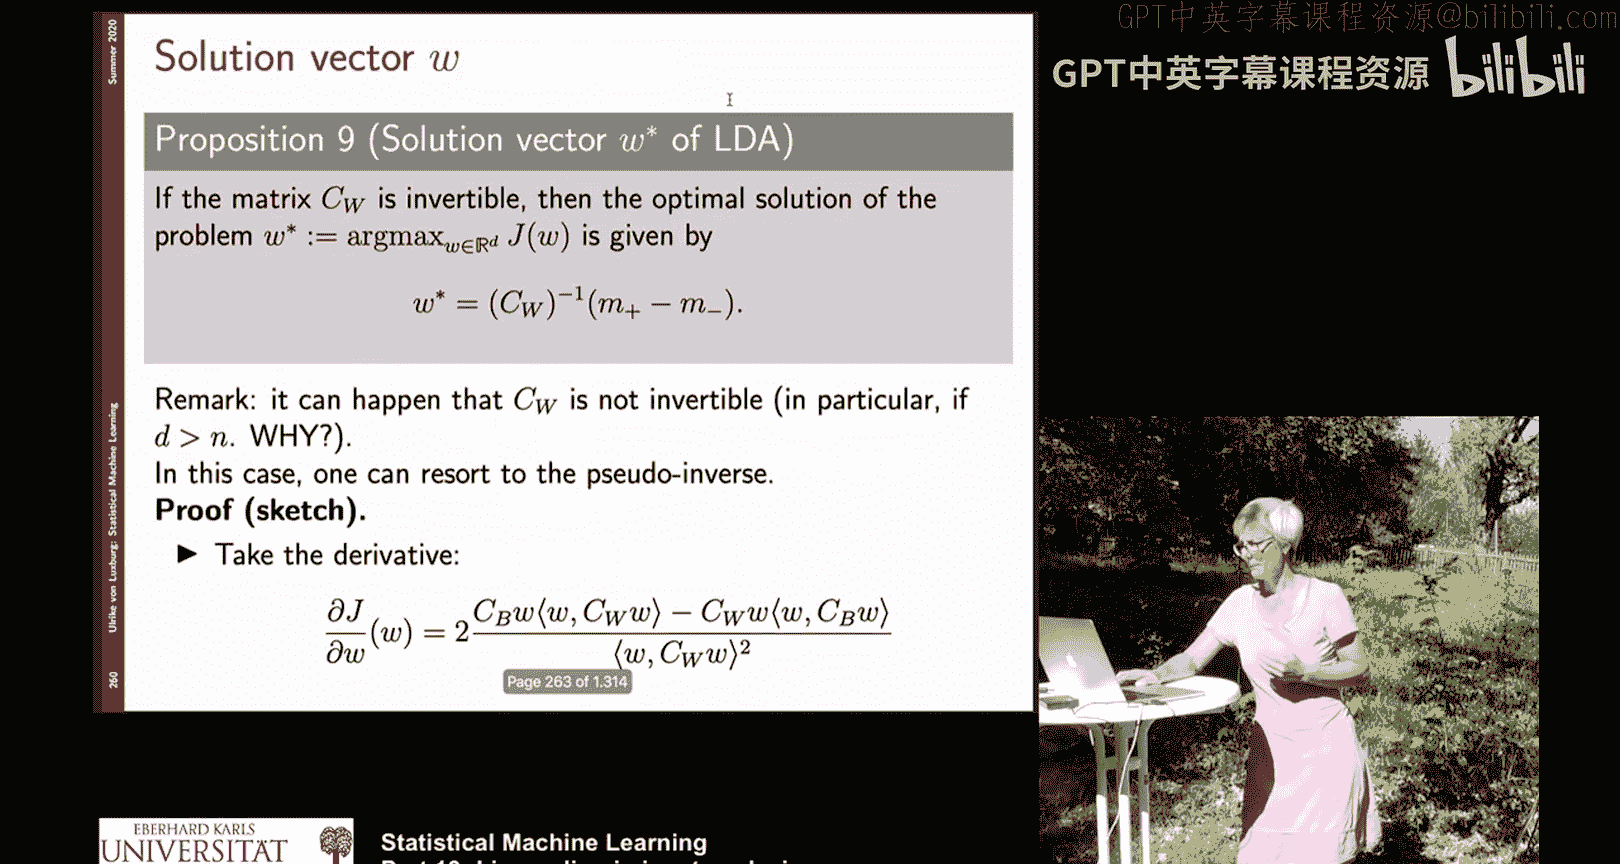 GPT中英字幕课程资源@bilibili.com
GPT中英字幕课程资源 bilibili
Summer 2020
Solution vector w
Proposition 9 (Solution vector w* of LDA)
If the matrix C_W is invertible, then the optimal solution of the
problem w* := argmax_{w∈ℝ^d} J(w) is given by
w* = (C_W)^{-1}(m_+ − m_−).
Remark: it can happen that C_W is not invertible (in particular, if
d > n. WHY?).
In this case, one can resort to the pseudo-inverse.
Proof (sketch).
► Take the derivative:
∂J/∂w (w) = 2 (C_B w⟨w, C_W w⟩ − C_W w⟨w, C_B w⟩) / ⟨w, C_W w⟩²
Page 263 of 1.314
Ulrike von Luxburg: Statistical Machine Learning
260
EBERHARD KARLS
UNIVERSITÄT
Statistical Machine Learning